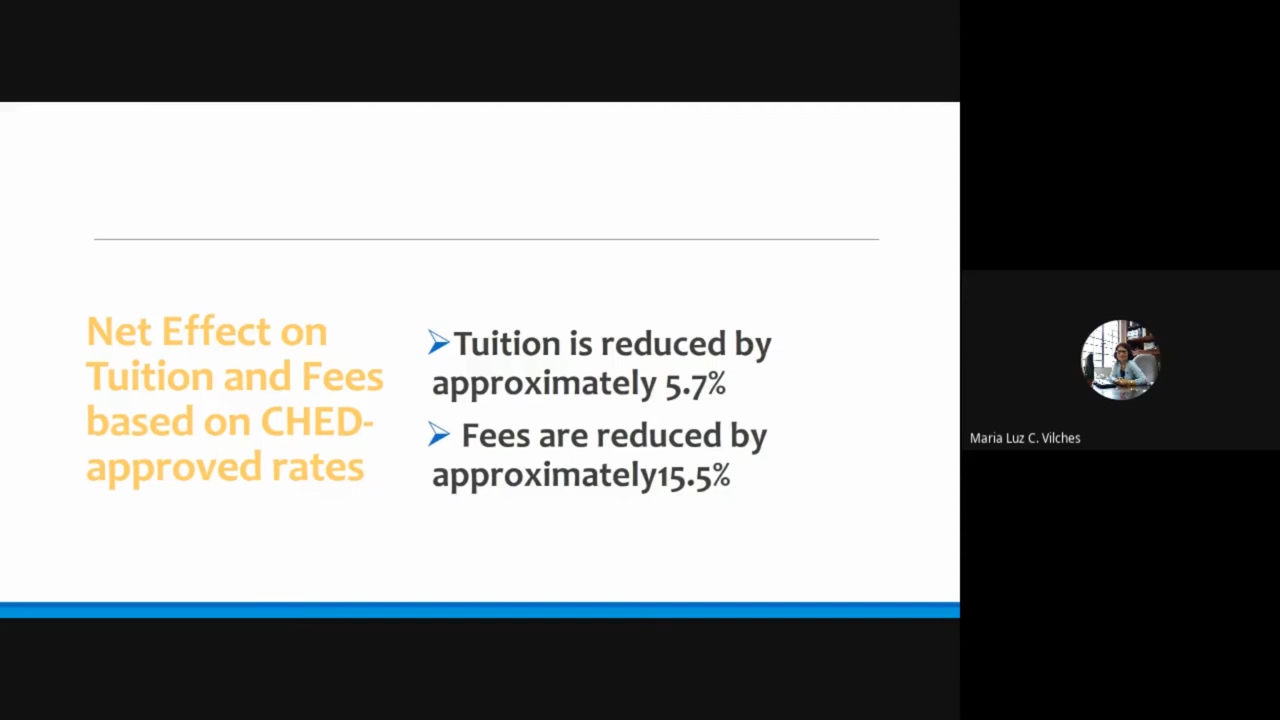 Net Effect on
Tuition and Fees
based on CHED-
approved rates
Tuition is reduced by
approximately 5.7%
Fees are reduced by
approximately15.5%
Maria Luz C. Vilches